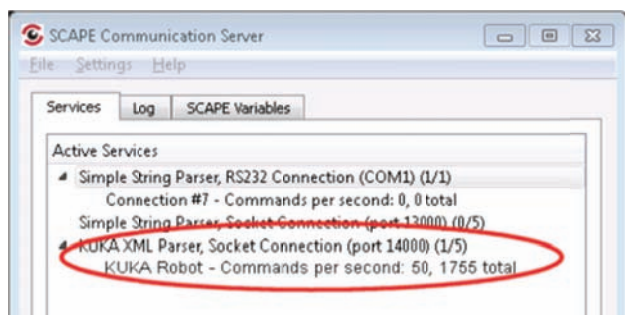 SCAPE Communication Server
File Settings Help
Services Log SCAPE Variables
Active Services
Simple String Parser, RS232 Connection (COM1) (1/1)
Connection #7 - Commands per second: 0, 0 total
Simple String Parser, Socket Connection (port 13000) (0/5)
KUKA XML Parser, Socket Connection (port 14000) (1/5)
KUKA Robot - Commands per second: 50, 1755 total